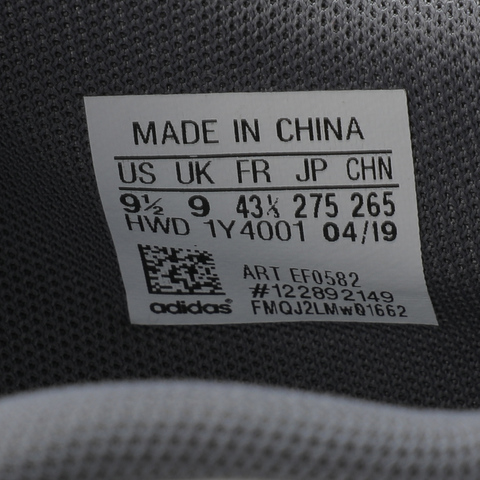 MADE IN CHINA
US UK FR JP CHN
9½ 9 43⅓ 275 265
HWD 1Y4001 04/19
ART EF0582
#122892149
adidas® FMQJ2LMw01662